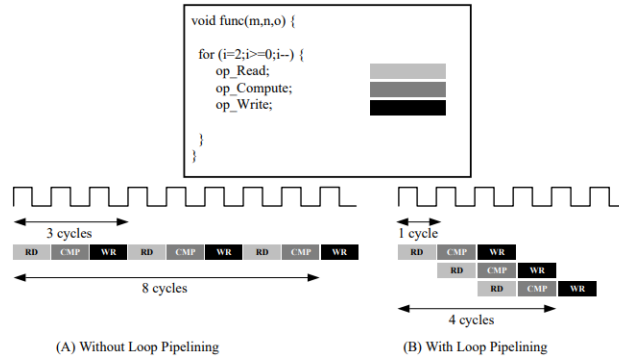 void func(m,n,o) {
for (i=2;i>=0;i--) {
op_Read;
op_Compute;
op_Write;
}
}
3 cycles
RD CMP WR RD CMP WR RD CMP WR
8 cycles
(A) Without Loop Pipelining
1 cycle
RD CMP WR
RD CMP WR
RD CMP WR
4 cycles
(B) With Loop Pipelining